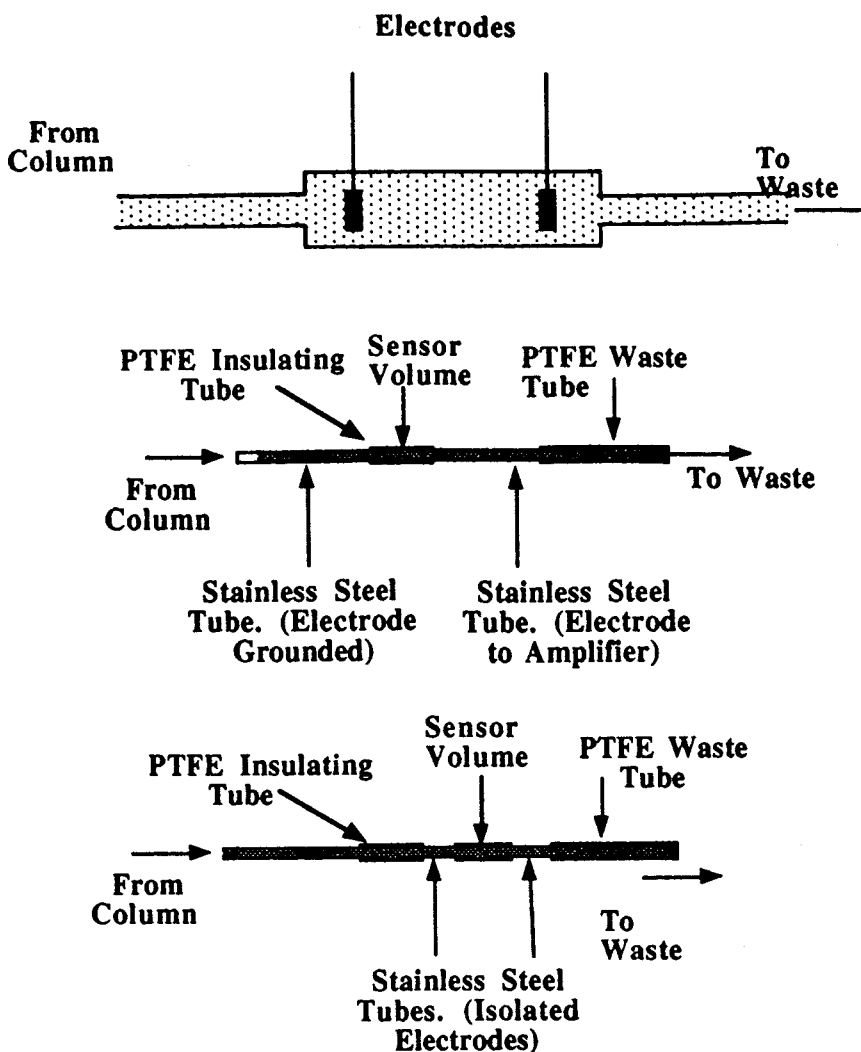 Electrodes
From
Column
To
Waste
PTFE Insulating
Tube
Sensor
Volume
PTFE Waste
Tube
From
Column
To Waste
Stainless Steel
Tube. (Electrode
Grounded)
Stainless Steel
Tube. (Electrode
to Amplifier)
PTFE Insulating
Tube
Sensor
Volume
PTFE Waste
Tube
From
Column
To
Waste
Stainless Steel
Tubes. (Isolated
Electrodes)